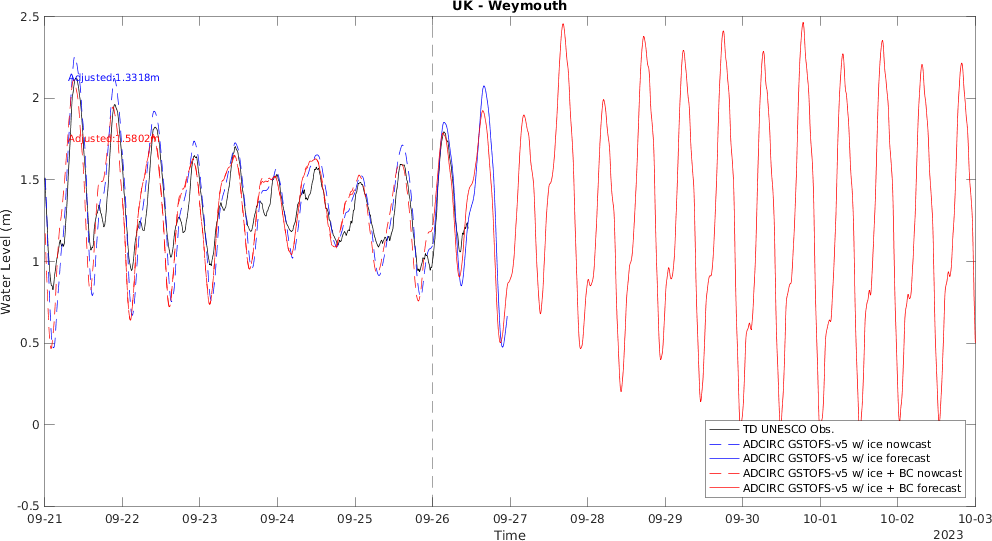 UK - Weymouth
2.5
2
1.5
1
0.5
0
-0.5
Water Level (m)
Adjusted:1.3318m
Adjusted:1.5802m
TD UNESCO Obs.
ADCIRC GSTOFS-v5 w/ ice nowcast
ADCIRC GSTOFS-v5 w/ ice forecast
ADCIRC GSTOFS-v5 w/ ice + BC nowcast
ADCIRC GSTOFS-v5 w/ ice + BC forecast
09-21 09-22 09-23 09-24 09-25 09-26 09-27 09-28 09-29 09-30 10-01 10-02 10-03
Time
2023